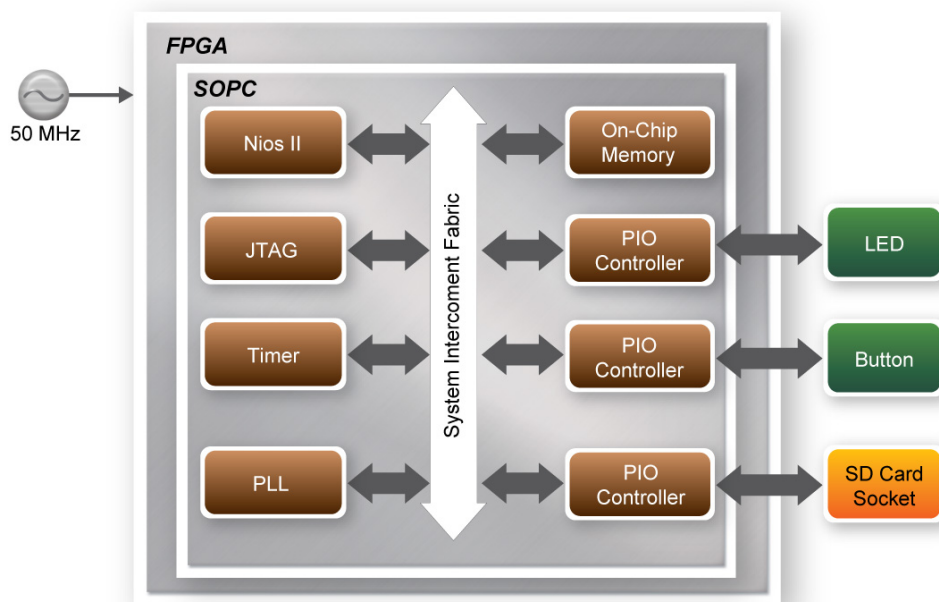 FPGA
SOPC
50 MHz
Nios II
On-Chip
Memory
JTAG
PIO
Controller
LED
Timer
PIO
Controller
Button
PLL
PIO
Controller
SD Card
Socket
System Intercoment Fabric